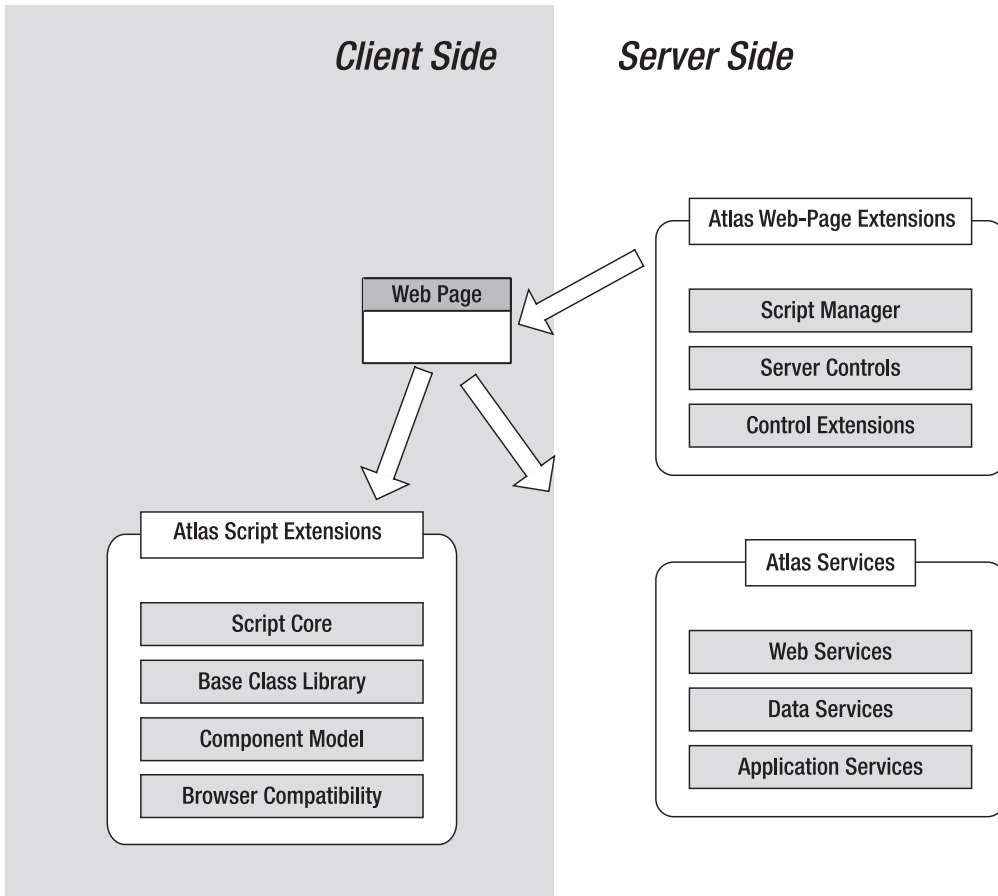 Client Side
Server Side
Atlas Web-Page Extensions
Script Manager
Server Controls
Control Extensions
Web Page
Atlas Script Extensions
Script Core
Base Class Library
Component Model
Browser Compatibility
Atlas Services
Web Services
Data Services
Application Services